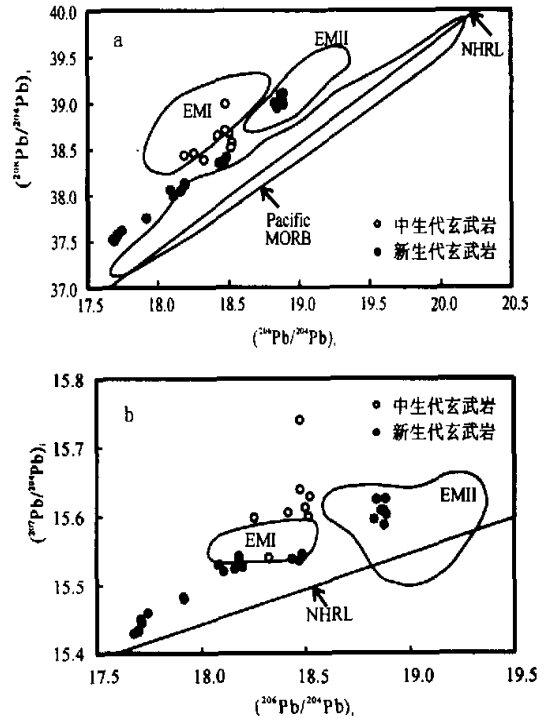 a
40.0
39.5
39.0
38.5
38.0
37.5
37.0
(²⁰⁸Pb/²⁰⁴Pb)ᵢ
EMI
EMII
NHRL
Pacific
MORB
中生代玄武岩
新生代玄武岩
17.5 18.0 18.5 19.0 19.5 20.0 20.5
(²⁰⁶Pb/²⁰⁴Pb)ᵢ
b
15.8
15.7
15.6
15.5
15.4
(²⁰⁷Pb/²⁰⁴Pb)ᵢ
中生代玄武岩
新生代玄武岩
EMI
EMII
NHRL
17.5 18.0 18.5 19.0 19.5
(²⁰⁶Pb/²⁰⁴Pb)ᵢ